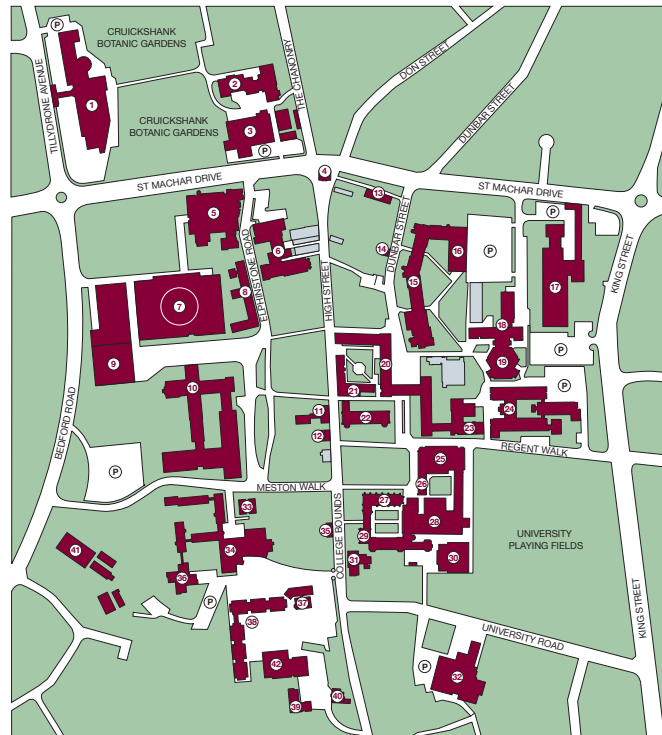 P
CRUICKSHANK
BOTANIC GARDENS
TILLYDRONE AVENUE
1
2
THE CHANONRY
DON STREET
CRUICKSHANK
BOTANIC GARDENS
3
P
DUNBAR STREET
4
ST MACHAR DRIVE
13
ST MACHAR DRIVE
5
P
6
14
DUNBAR STREET
16
P
KING STREET
ELPHINSTONE ROAD
HIGH STREET
15
17
8
7
18
9
20
19
P
10
21
P
BEDFORD ROAD
11
22
24
12
23
REGENT WALK
P
25
MESTON WALK
26
33
27
28
35
COLLEGE BOUNDS
29
UNIVERSITY
PLAYING FIELDS
41
34
31
30
36
P
37
38
UNIVERSITY ROAD
KING STREET
42
P
32
39
40